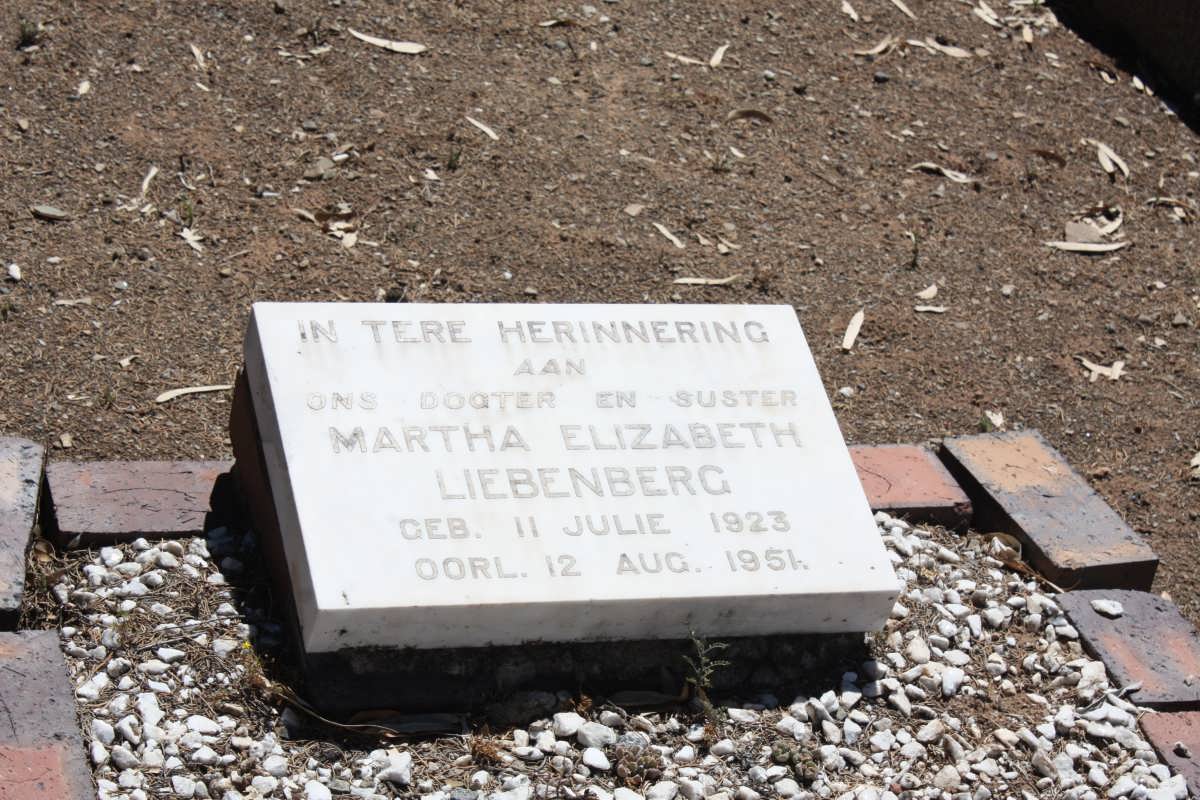 IN TERE HERINNERING
AAN
ONS DOGTER EN SUSTER
MARTHA ELIZABETH
LIEBENBERG
GEB. 11 JULIE 1923
OORL. 12 AUG. 1951.